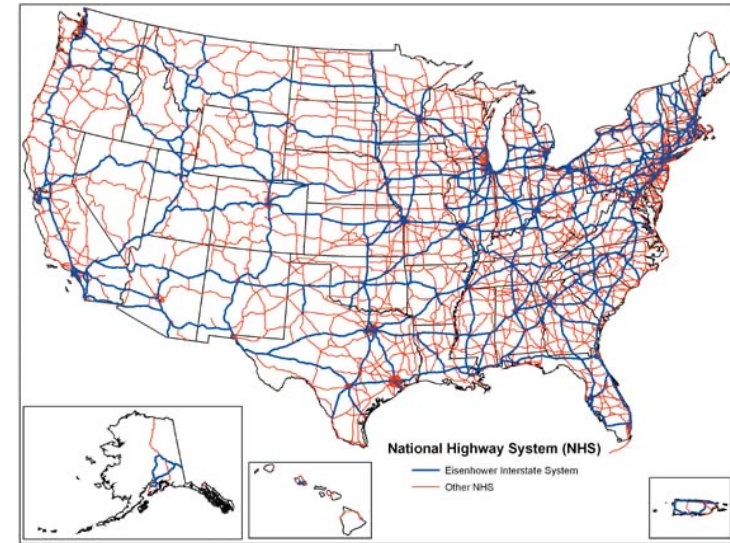 National Highway System (NHS)
Eisenhower Interstate System
Other NHS